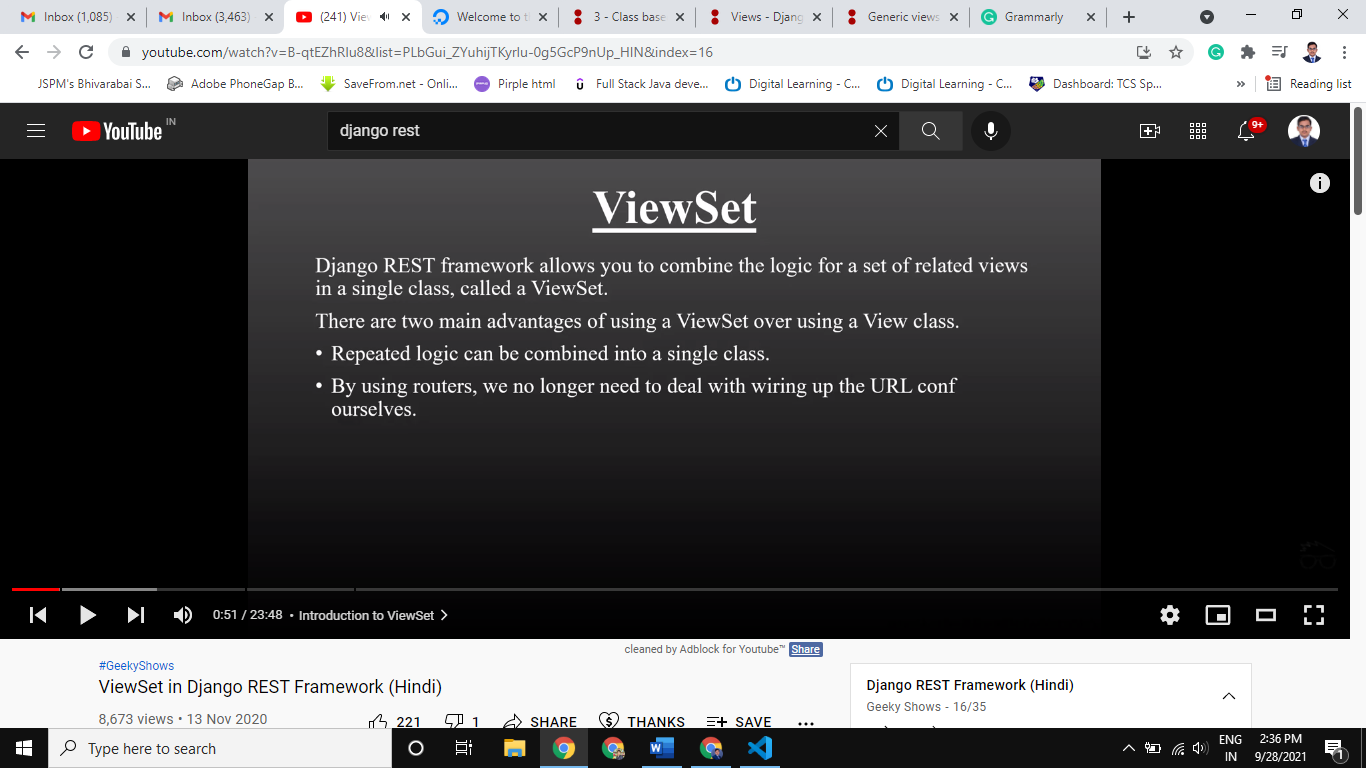 Inbox (1,085)
Inbox (3,463)
(241) View
Welcome to t
3 - Class base
Views - Djang
Generic views
Grammarly
youtube.com/watch?v=B-qtEZhRIu8&list=PLbGui_ZYuhijTKyrlu-0g5GcP9nUp_HlN&index=16
JSPM's Bhivarabai S...
Adobe PhoneGap B...
SaveFrom.net - Onli...
Pirple html
Full Stack Java deve...
Digital Learning - C...
Digital Learning - C...
Dashboard: TCS Sp...
»
Reading list
YouTube IN
django rest
9+
ViewSet
Django REST framework allows you to combine the logic for a set of related views
in a single class, called a ViewSet.
There are two main advantages of using a ViewSet over using a View class.
• Repeated logic can be combined into a single class.
• By using routers, we no longer need to deal with wiring up the URL conf
ourselves.
0:51 / 23:48 • Introduction to ViewSet
cleaned by Adblock for Youtube™ Share
#GeekyShows
ViewSet in Django REST Framework (Hindi)
8,673 views • 13 Nov 2020
221
1
SHARE
THANKS
SAVE
Django REST Framework (Hindi)
Geeky Shows - 16/35
Type here to search
ENG
IN
2:36 PM
9/28/2021
1